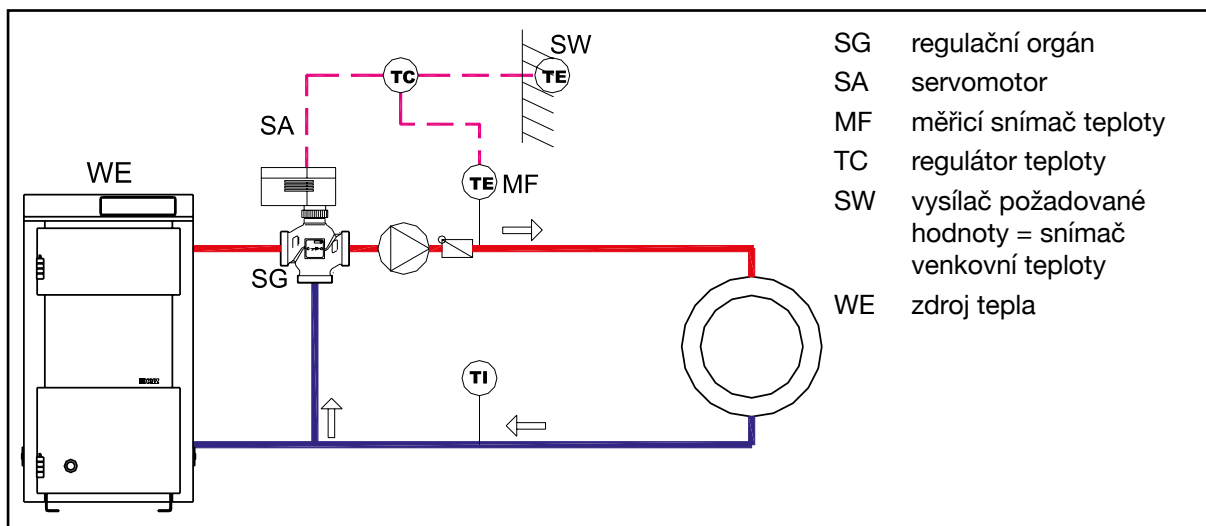 SW
TC
TE
SA
WE
TE MF
SG
TI
SG regulační orgán
SA servomotor
MF měřicí snímač teploty
TC regulátor teploty
SW vysílač požadované
hodnoty = snímač
venkovní teploty
WE zdroj tepla